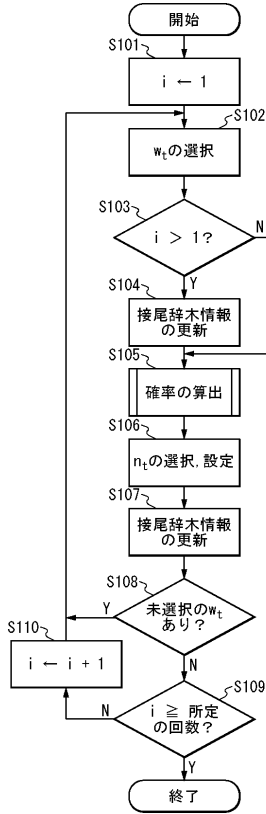 開始
S101
i ← 1
S102
wtの選択
S103
i > 1?
N
Y
S104
接尾辞木情報
の更新
S105
確率の算出
S106
ntの選択,設定
S107
接尾辞木情報
の更新
S108
未選択のwt
あり?
Y
N
S110
i ← i + 1
S109
i ≧ 所定
の回数?
N
Y
終了